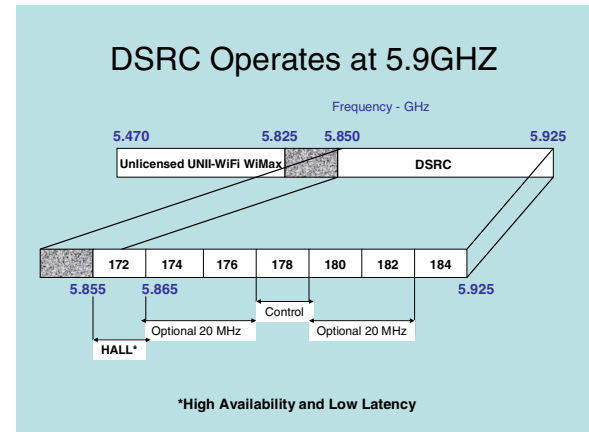 DSRC Operates at 5.9GHZ
Frequency - GHz
5.470 5.825 5.850 5.925
Unlicensed UNII-WiFi WiMax DSRC
172 174 176 178 180 182 184
5.855 5.865 5.925
Control
Optional 20 MHz Optional 20 MHz
HALL*
*High Availability and Low Latency